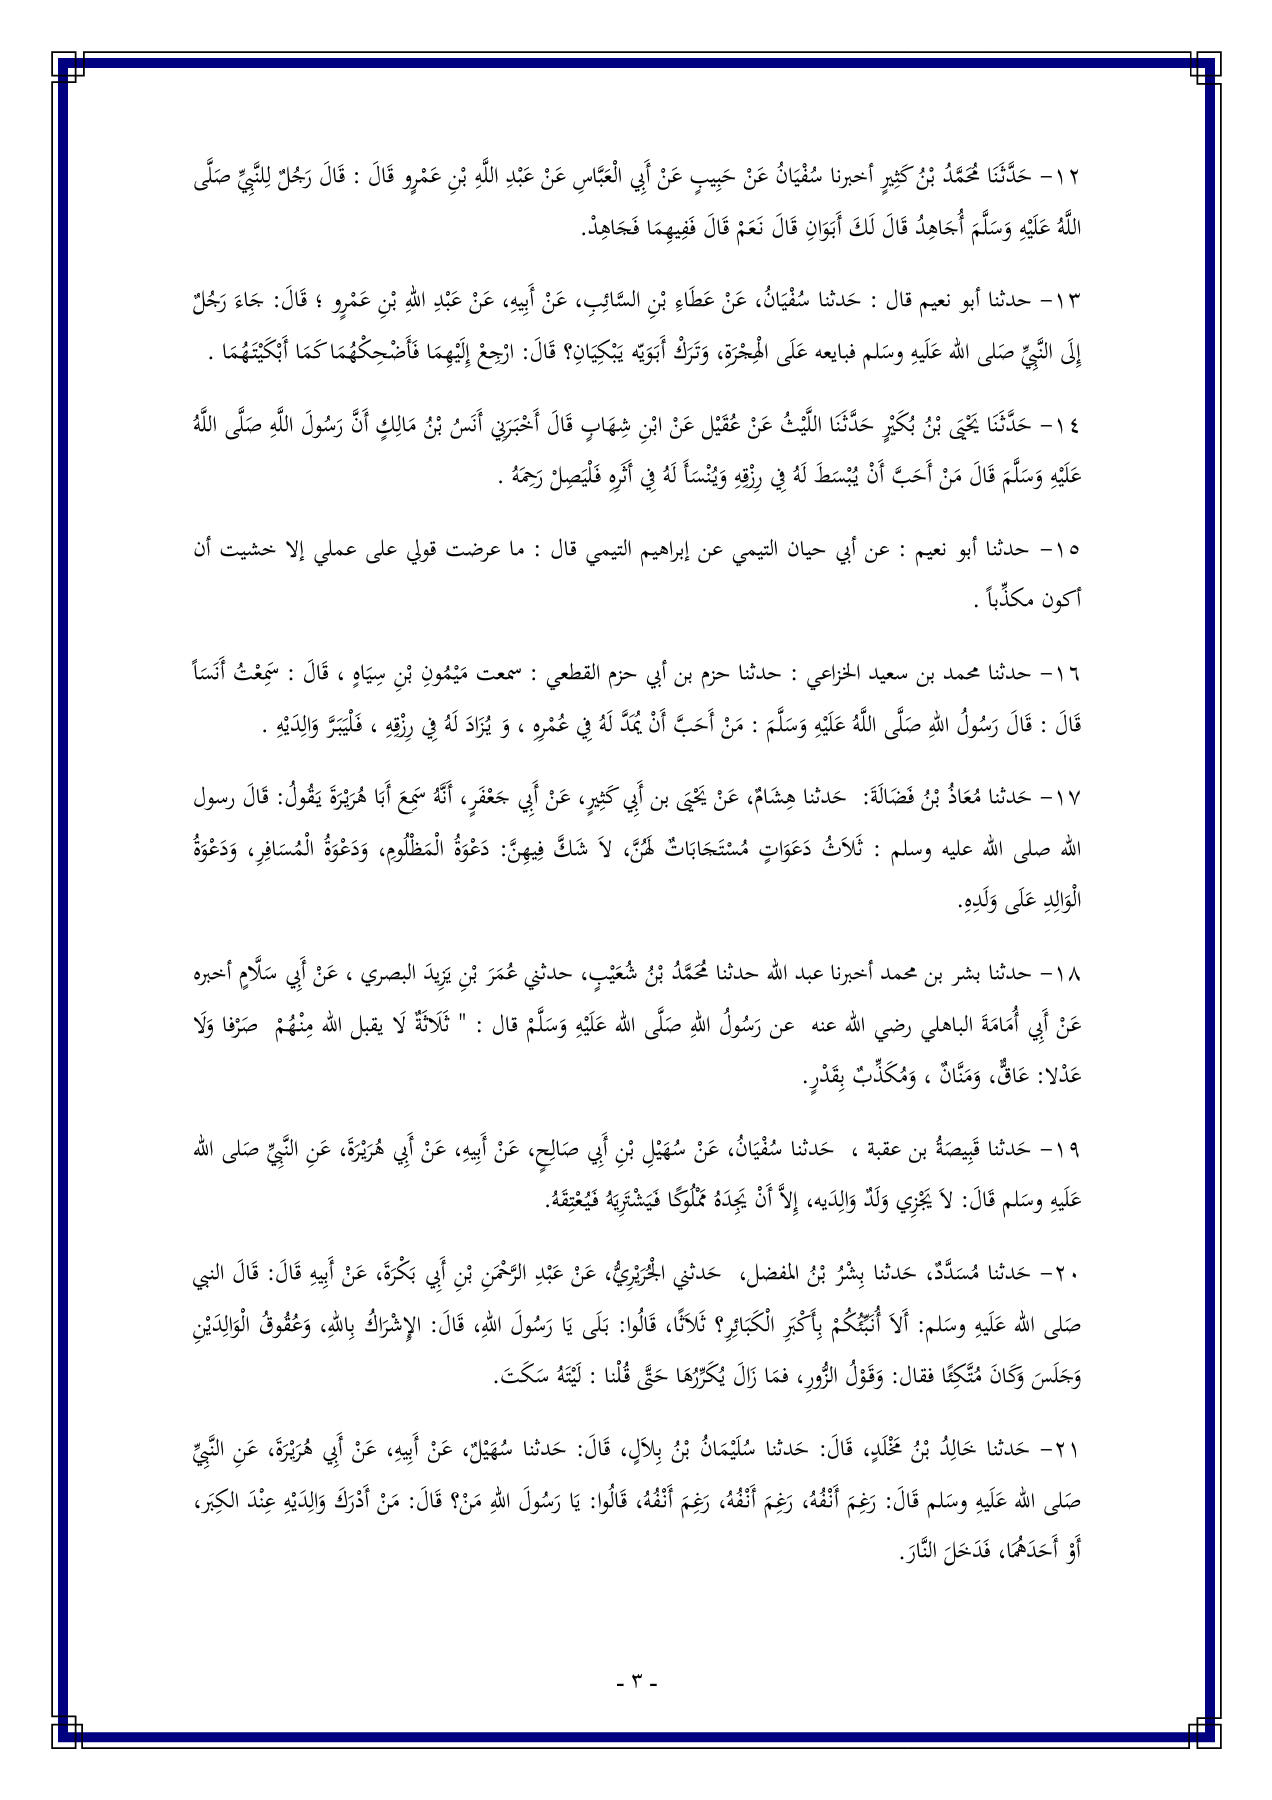 ١٢- حَدَّثَنَا مُحَمَّدُ بْنُ كَثِيرٍ أخبرنا سُفْيَانُ عَنْ حَبِيبٍ عَنْ أَبِي الْعَبَّاسِ عَنْ عَبْدِ اللَّهِ بْنِ عَمْرٍو قَالَ : قَالَ رَجُلٌ لِلنَّبِيِّ صَلَّى
اللَّهُ عَلَيْهِ وَسَلَّمَ أُجَاهِدُ قَالَ لَكَ أَبَوَانِ قَالَ نَعَمْ قَالَ فَفِيهِمَا فَجَاهِدْ.
١٣- حدثنا أبو نعيم قال : حَدثنا سُفْيَانُ، عَنْ عَطَاءِ بْنِ السَّائِبِ، عَنْ أَبِيهِ، عَنْ عَبْدِ اللهِ بْنِ عَمْرٍو ؛ قَالَ: جَاءَ رَجُلٌ
إِلَى النَّبِيِّ صَلى الله عَلَيهِ وسَلم فبايعه عَلَى الْهِجْرَةِ، وَتَرَكْ أَبَوَيّه يَبْكِيَانِ؟ قَالَ: ارْجِعْ إِلَيْهِمَا فَأَضْحِكْهُمَا كَمَا أَبْكَيْتَهُمَا .
١٤- حَدَّثَنَا يَحْيَى بْنُ بُكَيْرٍ حَدَّثَنَا اللَّيْثُ عَنْ عُقَيْل عَنْ ابْنِ شِهَابٍ قَالَ أَخْبَرَنِي أَنَسُ بْنُ مَالِكٍ أَنَّ رَسُولَ اللَّهِ صَلَّى اللَّهُ
عَلَيْهِ وَسَلَّمَ قَالَ مَنْ أَحَبَّ أَنْ يُبْسَطَ لَهُ فِي رِزْقِهِ وَيُنْسَأَ لَهُ فِي أَثَرِهِ فَلْيَصِلْ رَحِمَهُ .
١٥- حدثنا أبو نعيم : عن أبي حيان التيمي عن إبراهيم التيمي قال : ما عرضت قولي على عملي إلا خشيت أن
أكون مكذِّباً .
١٦- حدثنا محمد بن سعيد الخزاعي : حدثنا حزم بن أبي حزم القطعي : سمعت مَيْمُونِ بْنِ سِيَاهٍ ، قَالَ : سَمِعْتُ أَنَسَاً
قَالَ : قَالَ رَسُولُ اللهِ صَلَّى اللَّهُ عَلَيْهِ وَسَلَّمَ : مَنْ أَحَبَّ أَنْ يُمَدَّ لَهُ فِي عُمْرِهِ ، وَ يُزَادَ لَهُ فِي رِزْقِهِ ، فَلْيَبَرَّ وَالِدَيْهِ .
١٧- حَدثنا مُعَاذُ بْنُ فَضَالَةَ: حَدثنا هِشَامٌ، عَنْ يَحْيَى بن أَبِي كَثِيرٍ، عَنْ أَبِي جَعْفَرٍ، أَنَّهُ سَمِعَ أَبَا هُرَيْرَةَ يَقُولُ: قَالَ رسول
الله صلى الله عليه وسلم : ثَلاَثُ دَعَوَاتٍ مُسْتَجَابَاتٌ لَهُنَّ، لاَ شَكَّ فِيهِنَّ: دَعْوَةُ الْمَظْلُومِ، وَدَعْوَةُ الْمُسَافِرِ، وَدَعْوَةُ
الْوَالِدِ عَلَى وَلَدِهِ.
١٨- حدثنا بشر بن محمد أخبرنا عبد الله حدثنا مُحَمَّدُ بْنُ شُعَيْبٍ، حدثني عُمَرَ بْنِ يَزِيدَ البصري ، عَنْ أَبِي سَلَّامٍ أخبره
عَنْ أَبِي أُمَامَةَ الباهلي رضي الله عنه عن رَسُولُ اللهِ صَلَّى الله عَلَيْهِ وَسَلَّمْ قال : " ثَلَاثَةٌ لَا يقبل الله مِنْهُمْ صَرْفا وَلَا
عَدْلا: عَاقٌّ، وَمَنَّانٌ ، وَمُكَذِّبٌ بِقَدْرٍ.
١٩- حَدثنا قَبِيصَةُ بن عقبة ، حَدثنا سُفْيَانُ، عَنْ سُهَيْلِ بْنِ أَبِي صَالِحٍ، عَنْ أَبِيهِ، عَنْ أَبِي هُرَيْرَةَ، عَنِ النَّبِيِّ صَلى الله
عَلَيهِ وسَلم قَالَ: لاَ يَجْزِي وَلَدٌ وَالِدَيه، إِلاَّ أَنْ يَجِدَهُ مَمْلُوكًا فَيَشْتَرِيَهُ فَيُعْتِقَهُ.
٢٠- حَدثنا مُسَدَّدٌ، حَدثنا بِشْرُ بْنُ المفضل، حَدثني الْجُرَيْرِيُّ، عَنْ عَبْدِ الرَّحْمَنِ بْنِ أَبِي بَكْرَةَ، عَنْ أَبِيهِ قَالَ: قَالَ النبي
صَلى الله عَلَيهِ وسَلم: أَلاَ أُنَبِّئُكُمْ بِأَكْبَرِ الْكَبَائِرِ؟ ثَلاَثًا، قَالُوا: بَلَى يَا رَسُولَ اللهِ، قَالَ: الإِشْرَاكُ بِاللهِ، وَعُقُوقُ الْوَالِدَيْنِ
وَجَلَسَ وَكَانَ مُتَّكِئًا فقال: وَقَوْلُ الزُّورِ، فمَا زَالَ يُكَرِّرُهَا حَتَّى قُلْنا : لَيْتَهُ سَكَتَ.
٢١- حَدثنا خَالِدُ بْنُ مَخْلَدٍ، قَالَ: حَدثنا سُلَيْمَانُ بْنُ بِلاَلٍ، قَالَ: حَدثنا سُهَيْلٌ، عَنْ أَبِيهِ، عَنْ أَبِي هُرَيْرَةَ، عَنِ النَّبِيِّ
صَلى الله عَلَيهِ وسَلم قَالَ: رَغِمَ أَنْفُهُ، رَغِمَ أَنْفُهُ، رَغِمَ أَنْفُهُ، قَالُوا: يَا رَسُولَ اللهِ مَنْ؟ قَالَ: مَنْ أَدْرَكَ وَالِدَيْهِ عِنْدَ الكِبَر،
أَوْ أَحَدَهُمَا، فَدَخَلَ النَّارَ.
- ٣ -